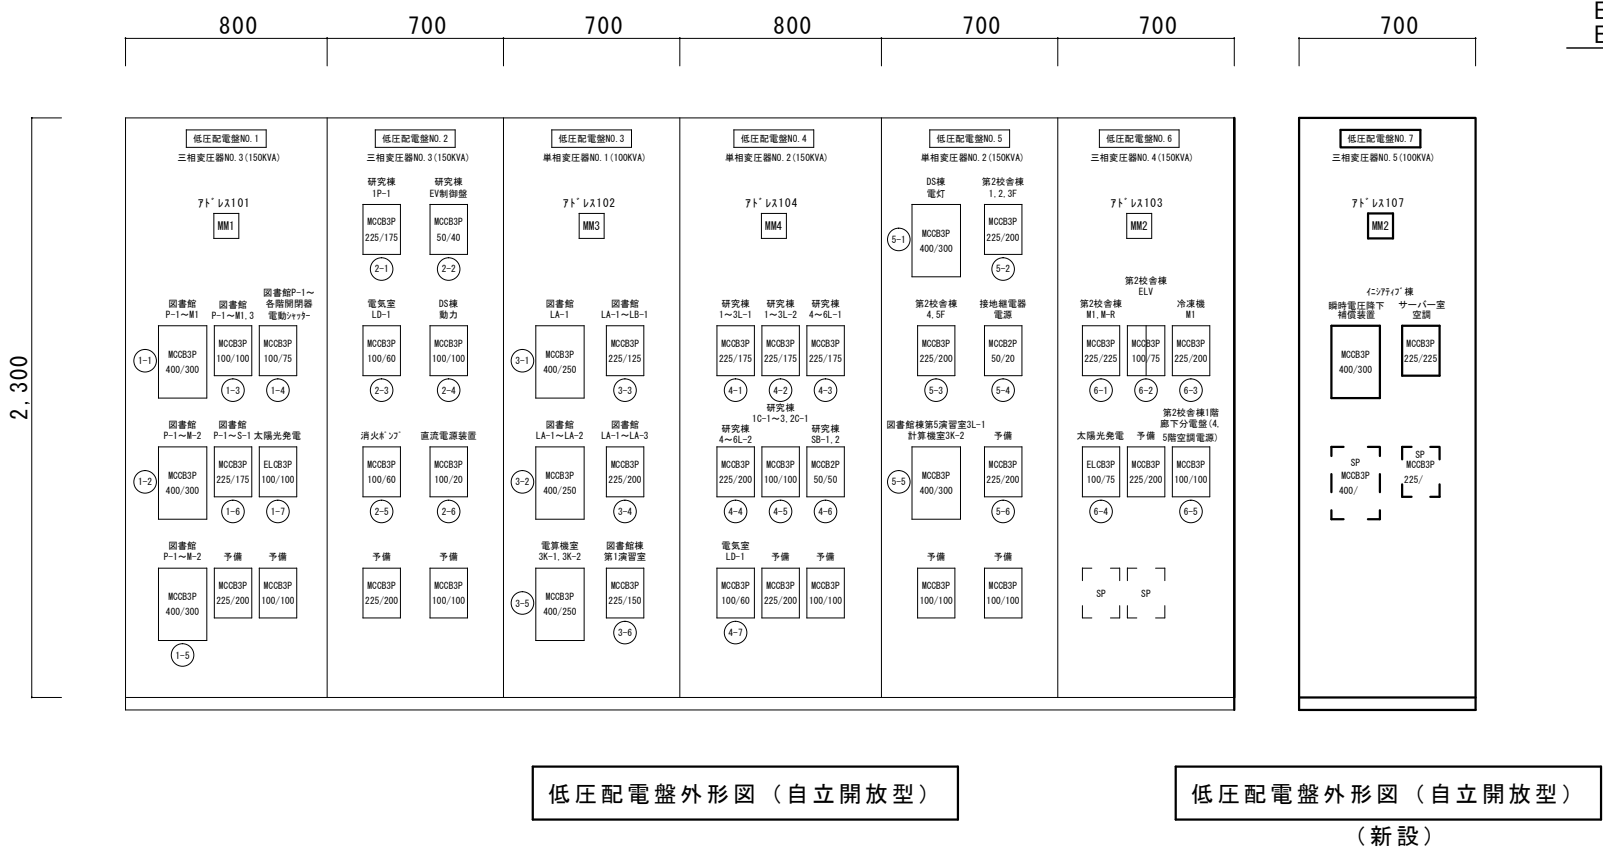 800
700
700
800
700
700
700
2,300
低圧配電盤NO.1
三相変圧器NO.3(150KVA)
アドレス101
MM1
図書館
P-1～M1
MCCB3P
400/300
1-1
図書館
P-1～M1,3
MCCB3P
100/100
1-3
図書館P-1～
各階開閉器
電動シャッター
MCCB3P
100/75
1-4
図書館
P-1～M-2
MCCB3P
400/300
1-2
図書館
P-1～S-1
MCCB3P
225/175
1-6
太陽光発電
ELCB3P
100/100
1-7
図書館
P-1～M-2
MCCB3P
400/300
1-5
予備
MCCB3P
225/200
予備
MCCB3P
100/100
低圧配電盤NO.2
三相変圧器NO.3(150KVA)
研究棟
1P-1
MCCB3P
225/175
2-1
研究棟
EV制御盤
MCCB3P
50/40
2-2
電気室
LD-1
MCCB3P
100/60
2-3
DS棟
動力
MCCB3P
100/100
2-4
消火ポンプ
MCCB3P
100/60
2-5
直流電源装置
MCCB3P
100/20
2-6
予備
MCCB3P
225/200
予備
MCCB3P
100/100
低圧配電盤NO.3
単相変圧器NO.1(100KVA)
アドレス102
MM3
図書館
LA-1
MCCB3P
400/250
3-1
図書館
LA-1～LB-1
MCCB3P
225/125
3-3
図書館
LA-1～LA-2
MCCB3P
400/250
3-2
図書館
LA-1～LA-3
MCCB3P
225/200
3-4
電算機室
3K-1,3K-2
MCCB3P
400/250
3-5
図書館棟
第1演習室
MCCB3P
225/150
3-6
低圧配電盤NO.4
単相変圧器NO.2(150KVA)
アドレス104
MM4
研究棟
1～3L-1
MCCB3P
225/175
4-1
研究棟
1～3L-2
MCCB3P
225/175
4-2
研究棟
4～6L-1
MCCB3P
225/175
4-3
研究棟
4～6L-2
MCCB3P
225/200
4-4
研究棟
1C-1～3,2C-1
MCCB3P
100/100
4-5
研究棟
SB-1,2
MCCB2P
50/50
4-6
電気室
LD-1
MCCB3P
100/60
4-7
予備
MCCB3P
225/200
予備
MCCB3P
100/100
低圧配電盤NO.5
単相変圧器NO.2(150KVA)
DS棟
電灯
MCCB3P
400/300
5-1
第2校舎棟
1,2,3F
MCCB3P
225/200
5-2
第2校舎棟
4,5F
MCCB3P
225/200
5-3
接地継電器
電源
MCCB2P
50/20
5-4
図書館棟第5演習室3L-1
計算機室3K-2
MCCB3P
400/300
5-5
予備
MCCB3P
225/200
5-6
予備
MCCB3P
100/100
予備
MCCB3P
100/100
低圧配電盤NO.6
三相変圧器NO.4(150KVA)
アドレス103
MM2
第2校舎棟
M1,M-R
MCCB3P
225/225
6-1
第2校舎棟
ELV
MCCB3P
100/75
6-2
冷凍機
M1
MCCB3P
225/200
6-3
太陽光発電
ELCB3P
100/75
6-4
予備
MCCB3P
225/200
第2校舎棟1階
廊下分電盤(4,
5階空調電源)
MCCB3P
100/100
6-5
SP
SP
低圧配電盤NO.7
三相変圧器NO.5(100KVA)
アドレス107
MM2
イニシアティブ棟
瞬時電圧降下
補償装置
MCCB3P
400/300
サーバー室
空調
MCCB3P
225/225
SP
MCCB3P
400/
SP
MCCB3P
225/
低圧配電盤外形図（自立開放型）
低圧配電盤外形図（自立開放型）
（新設）